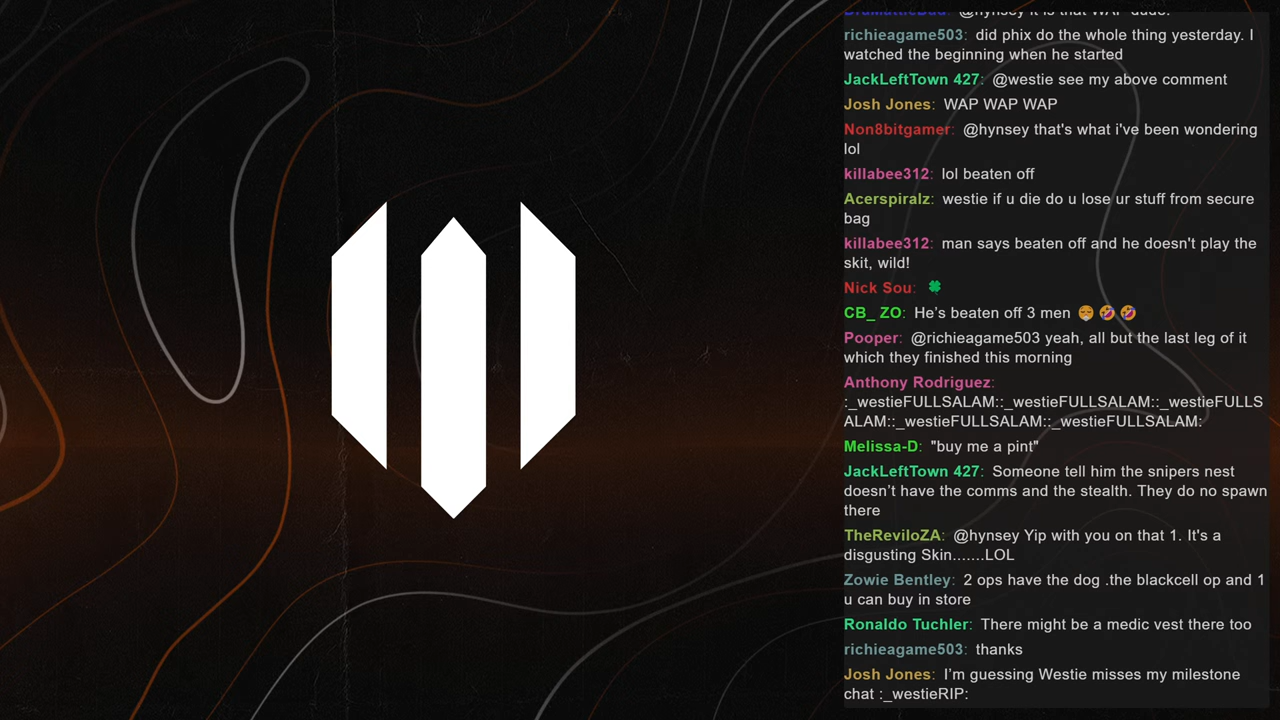 @hynsey it is that WAP dude.
richieagame503: did phix do the whole thing yesterday. I
watched the beginning when he started
JackLeftTown 427: @westie see my above comment
Josh Jones: WAP WAP WAP
Non8bitgamer: @hynsey that's what i've been wondering
lol
killabee312: lol beaten off
Acerspiralz: westie if u die do u lose ur stuff from secure
bag
killabee312: man says beaten off and he doesn't play the
skit, wild!
Nick Sou: 🍀
CB_ ZO: He’s beaten off 3 men 😤 🤣 🤣
Pooper: @richieagame503 yeah, all but the last leg of it
which they finished this morning
Anthony Rodriguez:
:_westieFULLSALAM::_westieFULLSALAM::_westieFULLS
ALAM::_westieFULLSALAM::_westieFULLSALAM:
Melissa-D: "buy me a pint"
JackLeftTown 427: Someone tell him the snipers nest
doesn’t have the comms and the stealth. They do no spawn
there
TheReviloZA: @hynsey Yip with you on that 1. It's a
disgusting Skin.......LOL
Zowie Bentley: 2 ops have the dog .the blackcell op and 1
u can buy in store
Ronaldo Tuchler: There might be a medic vest there too
richieagame503: thanks
Josh Jones: I’m guessing Westie misses my milestone
chat :_westieRIP: